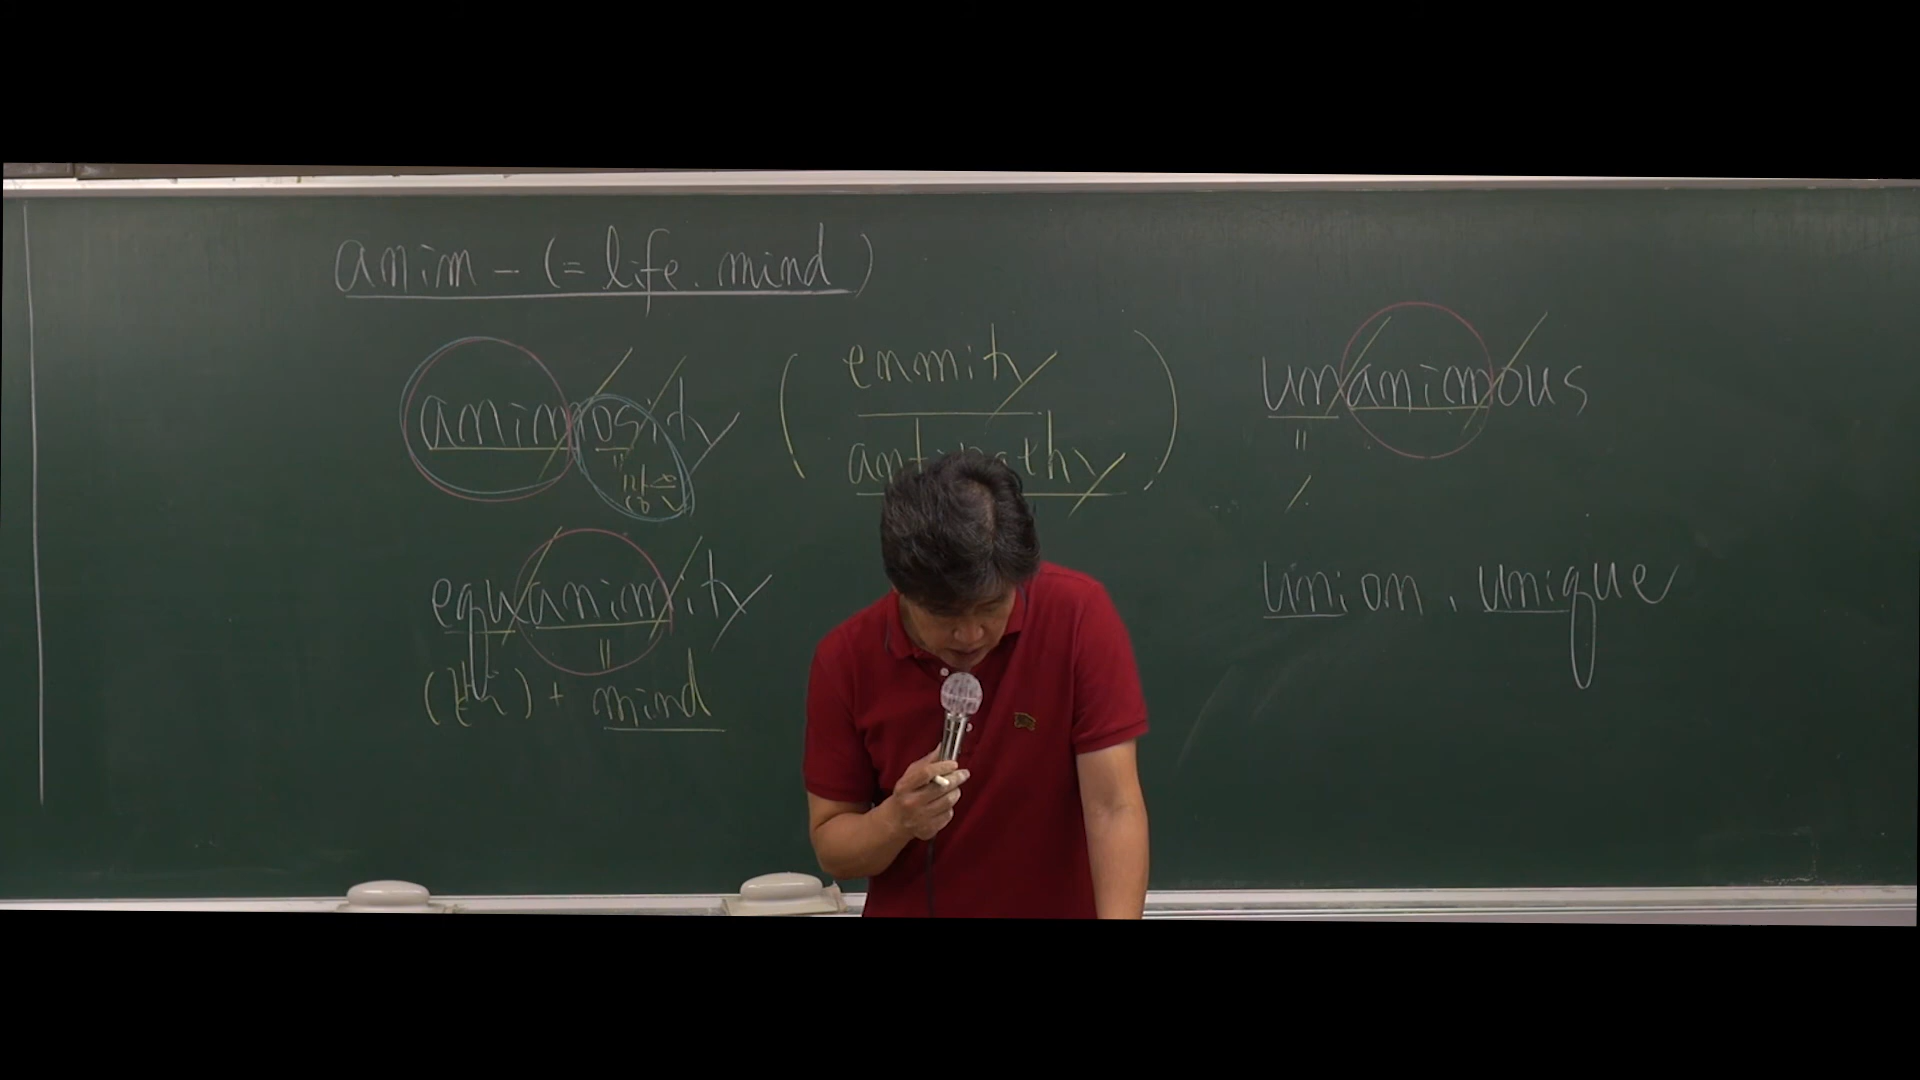 anim - (= life. mind)
animosity ( enmity
antipathy )
equanimity
( ) + mind
unanimous
union, unique